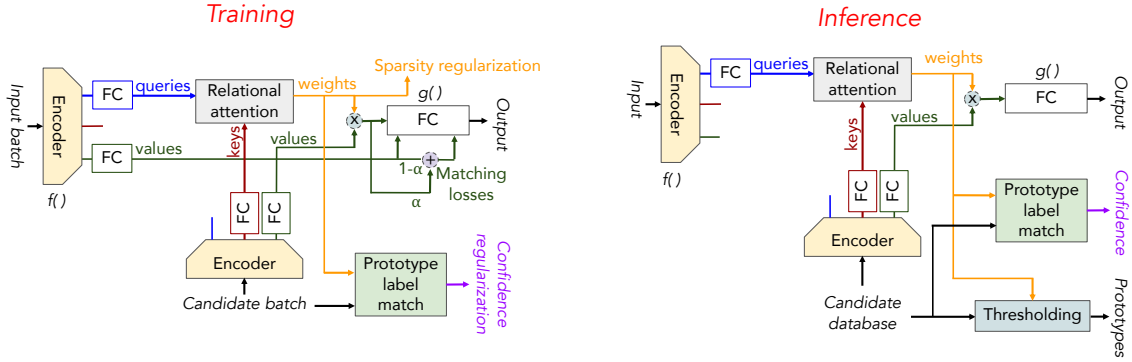 Training
Input batch
Encoder
f( )
FC
queries
Relational
attention
weights
Sparsity regularization
g( )
FC
Output
x
FC
values
keys
values
1-α
+
Matching
losses
α
FC
FC
Encoder
Candidate batch
Prototype
label
match
Confidence
regularization
Inference
Input
Encoder
f( )
FC
queries
Relational
attention
weights
g( )
FC
Output
x
keys
values
FC
FC
Encoder
Candidate
database
Prototype
label
match
Confidence
Thresholding
Prototypes